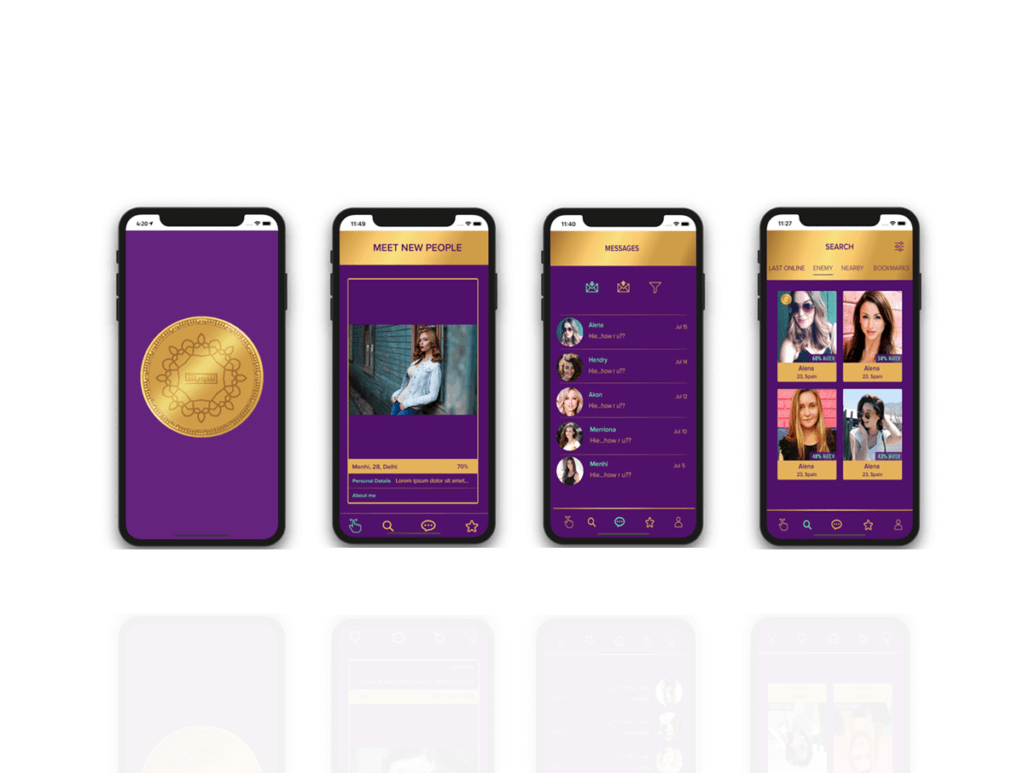 4:20
11:49
MEET NEW PEOPLE
Menhi, 28, Delhi 70%
Personal Details Lorem ipsum dolor sit amet...
About me
11:40
MESSAGES
Alena Jul 15
Hie...how r u??
Hendry Jul 14
Hie...how r u??
Akon Jul 12
Hie...how r u??
Merriona Jul 10
Hie...how r u??
Menhi Jul 5
Hie...how r u??
11:27
SEARCH
LAST ONLINE ENEMY NEARBY BOOKMARKS
60% MATCH
Alena
23, Spain
58% MATCH
Alena
23, Spain
48% MATCH
Alena
23, Spain
43% MATCH
Alena
23, Spain